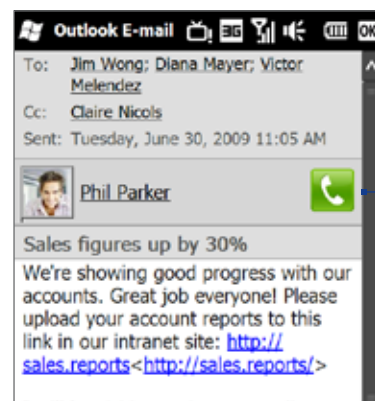 Outlook E-mail 3G OK
To: Jim Wong; Diana Mayer; Victor
Melendez
Cc: Claire Nicols
Sent: Tuesday, June 30, 2009 11:05 AM
Phil Parker
Sales figures up by 30%
We're showing good progress with our
accounts. Great job everyone! Please
upload your account reports to this
link in our intranet site: http://
sales.reports<http://sales.reports/>